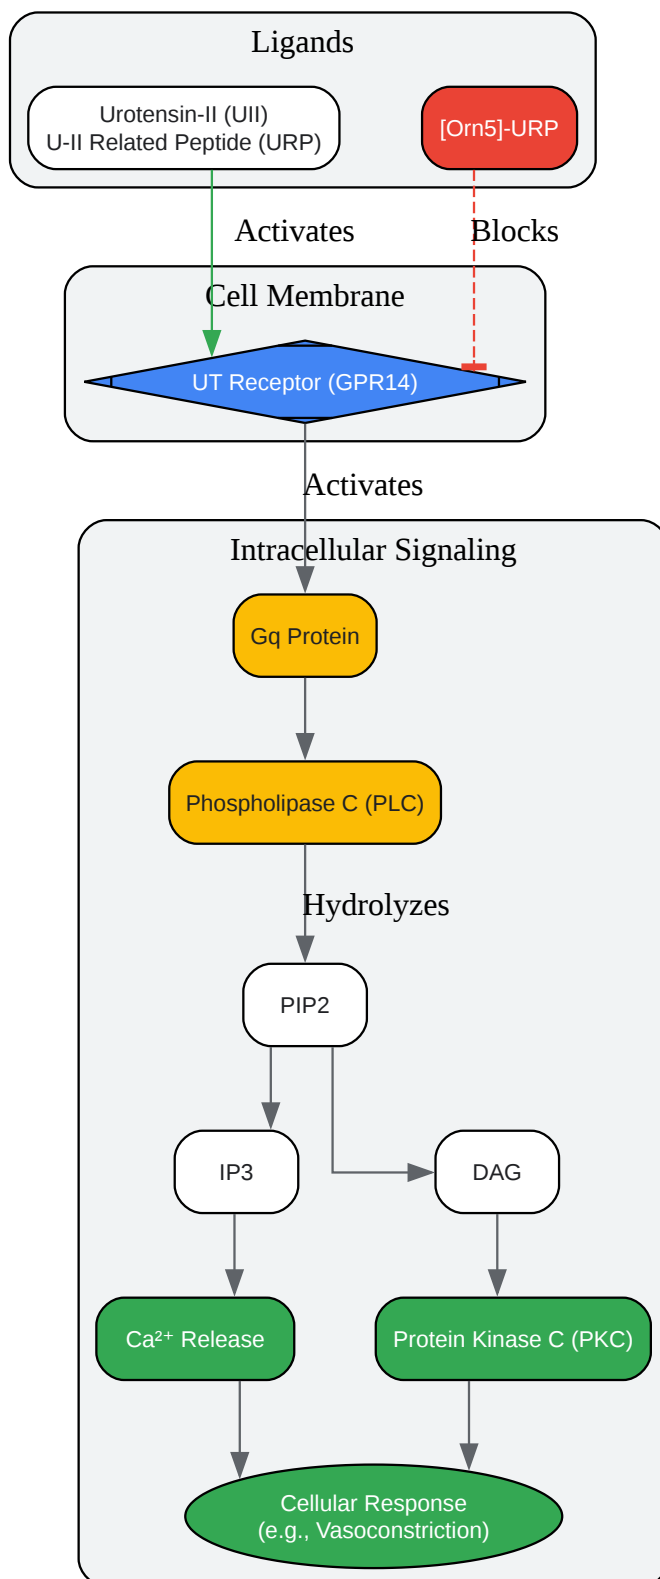 Ligands
Urotensin-II (UII)
U-II Related Peptide (URP)
[Orn5]-URP
Activates
Blocks
Cell Membrane
UT Receptor (GPR14)
Activates
Intracellular Signaling
Gq Protein
Phospholipase C (PLC)
Hydrolyzes
PIP2
IP3
DAG
Ca²⁺ Release
Protein Kinase C (PKC)
Cellular Response
(e.g., Vasoconstriction)